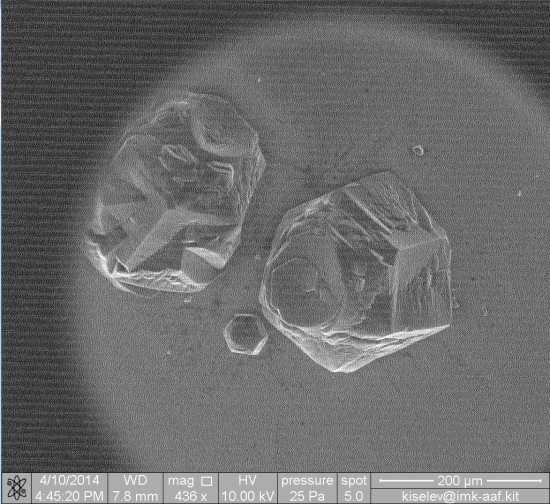 4/10/2014 WD mag HV pressure spot 200 µm
4:45:20 PM 7.8 mm 436 x 10.00 kV 25 Pa 5.0 kiselev@imk-aaf.kit